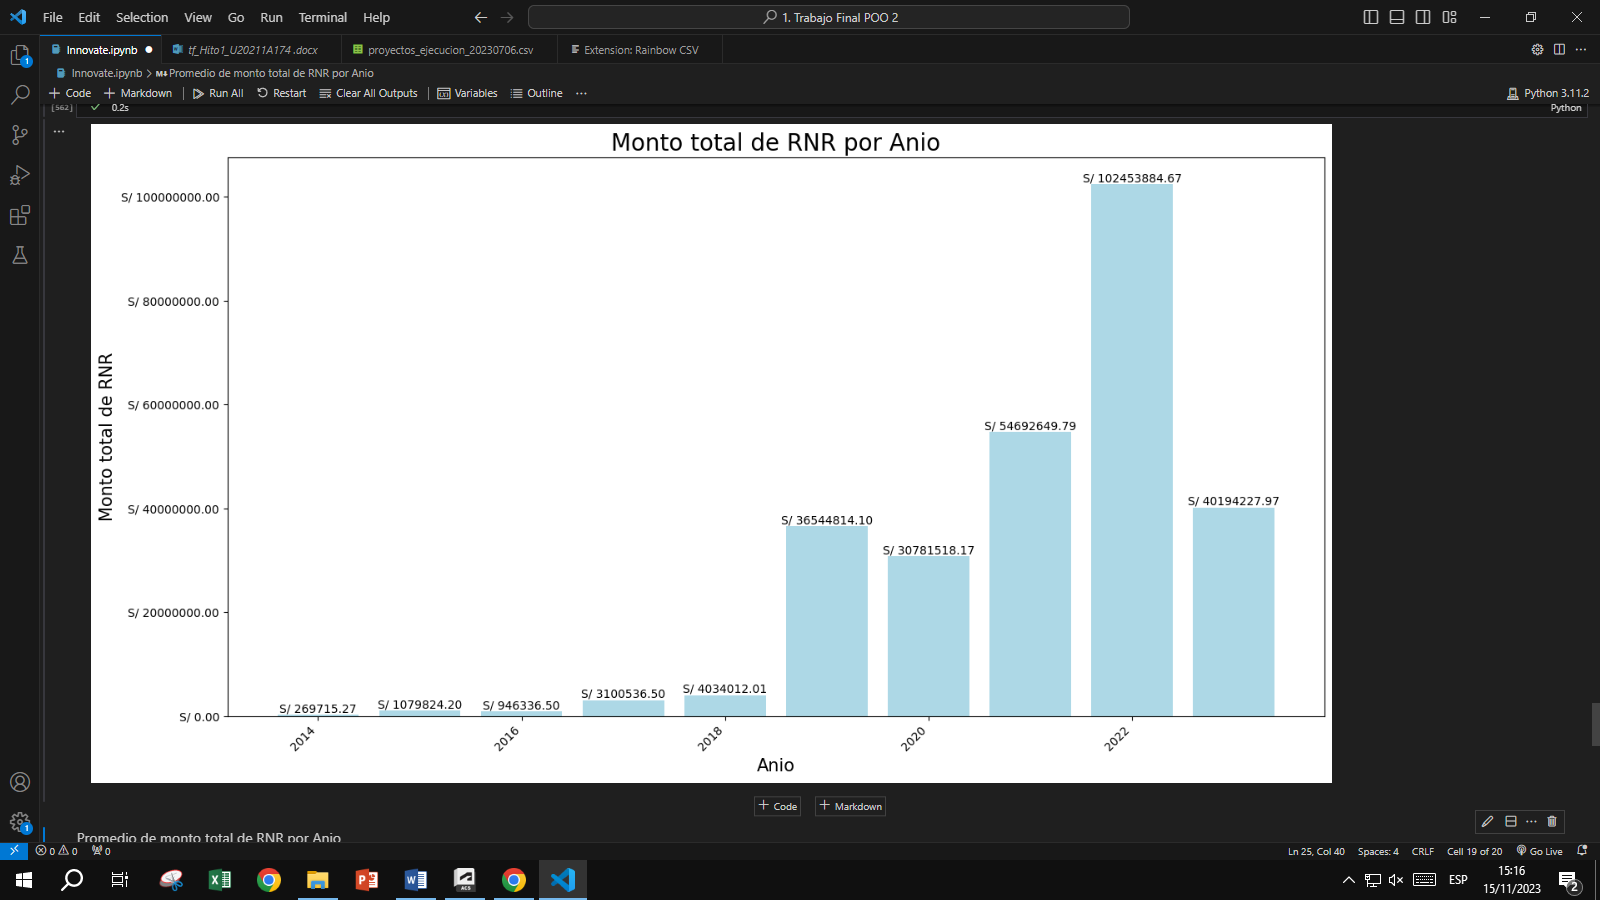 File Edit Selection View Go Run Terminal Help
1. Trabajo Final POO 2
Innovate.ipynb
tf_Hito1_U20211A174 .docx
proyectos_ejecucion_20230706.csv
Extension: Rainbow CSV
Innovate.ipynb > M↓ Promedio de monto total de RNR por Anio
+ Code + Markdown | Run All Restart Clear All Outputs | Variables Outline ...
Python 3.11.2
[562] 0.2s
Python
Monto total de RNR por Anio
S/ 102453884.67
S/ 100000000.00
S/ 80000000.00
S/ 60000000.00
S/ 40000000.00
S/ 20000000.00
S/ 0.00
Monto total de RNR
S/ 269715.27
S/ 1079824.20
S/ 946336.50
S/ 3100536.50
S/ 4034012.01
S/ 36544814.10
S/ 30781518.17
S/ 54692649.79
S/ 40194227.97
2014
2016
2018
2020
2022
Anio
+ Code + Markdown
Promedio de monto total de RNR por Anio
1
1
0 0 0
Ln 25, Col 40 Spaces: 4 CRLF Cell 19 of 20 Go Live
ESP
15:16
15/11/2023
2